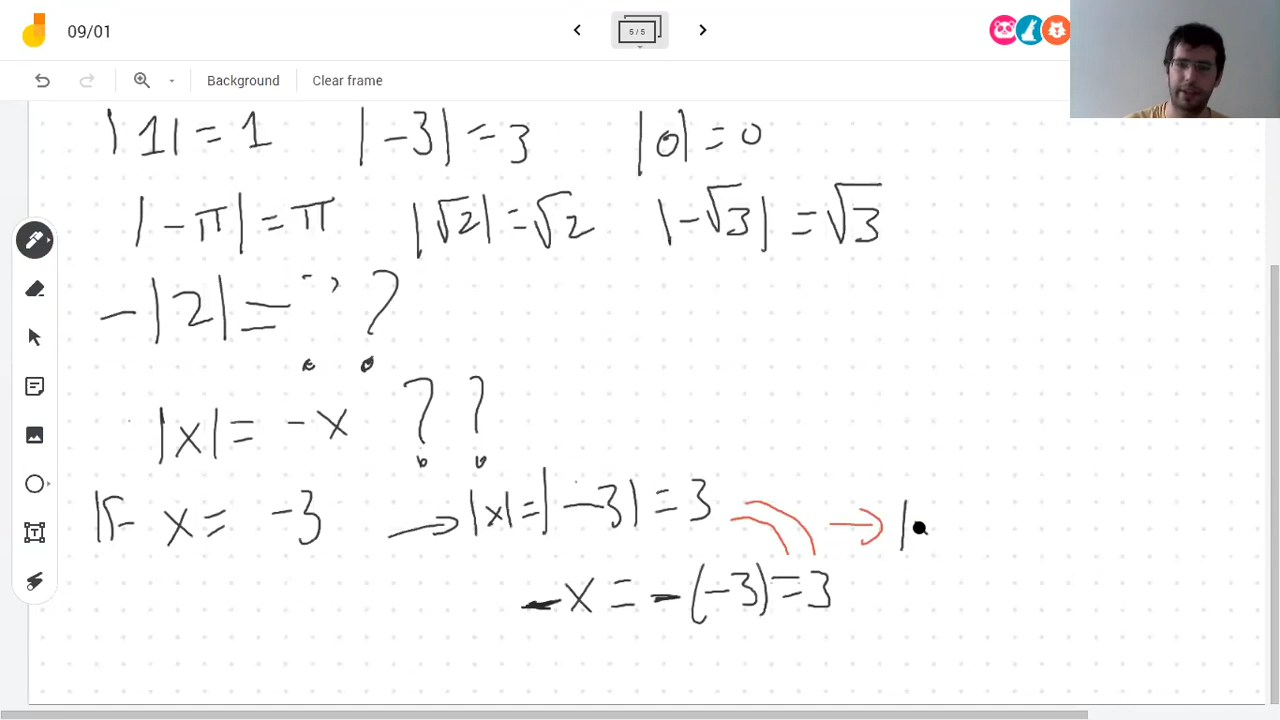 09/01
5/5
Background Clear frame
|1| = 1 |-3| = 3 |0| = 0
|-π| = π |√2| = √2 |-√3| = √3
-|2| = ?
|x| = -x ? ?
IF x = -3 → |x| = |-3| = 3 → |
-x = -(-3) = 3